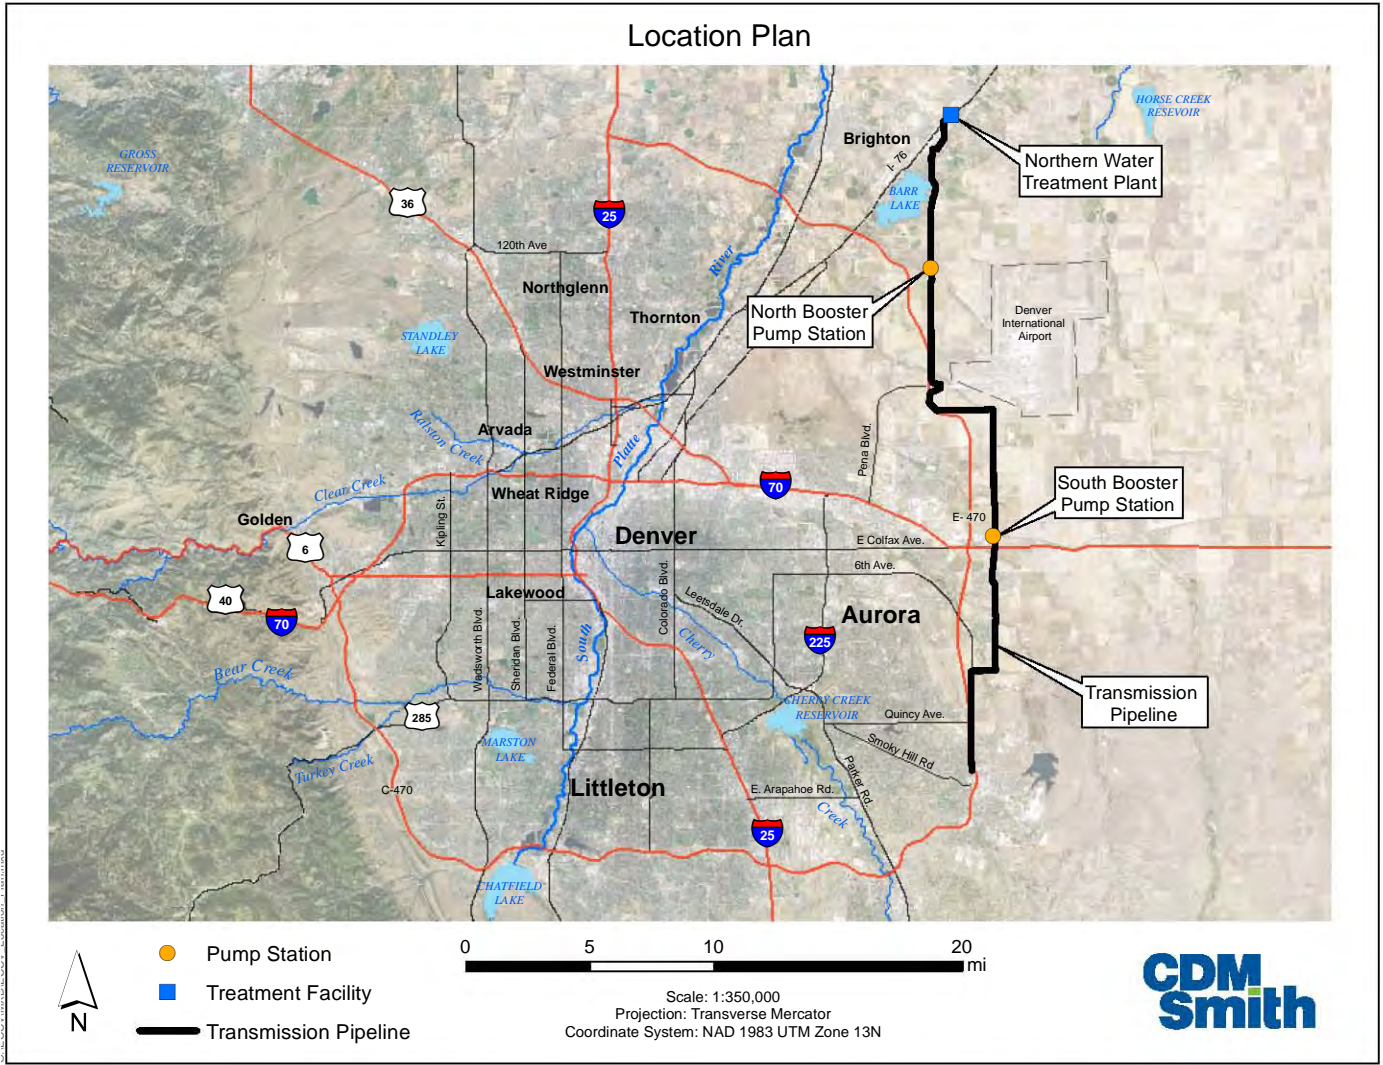 Location Plan
HORSE CREEK
RESEVOIR
Brighton
I- 76
Northern Water
Treatment Plant
GROSS
RESERVOIR
BARR
LAKE
36
25
120th Ave
River
Northglenn
North Booster
Pump Station
Thornton
Denver
International
Airport
STANDLEY
LAKE
Westminster
Ralston Creek
Arvada
Platte
Pena Blvd.
Clear Creek
Wheat Ridge
70
South Booster
Pump Station
Kipling St.
Golden
E- 470
Denver
E Colfax Ave.
6
6th Ave.
40
70
Lakewood
Colorado Blvd.
Leetsdale Dr.
Aurora
Wadsworth Blvd.
Sheridan Blvd.
Federal Blvd.
South
Cherry
225
Bear Creek
Transmission
Pipeline
CHERRY CREEK
RESERVOIR
Quincy Ave.
285
MARSTON
LAKE
Smoky Hill Rd
Turkey Creek
Parker Rd.
C-470
Littleton
E. Arapahoe Rd.
Creek
25
CHATFIELD
LAKE
N
Pump Station
Treatment Facility
Transmission Pipeline
0 5 10 20
mi
Scale: 1:350,000
Projection: Transverse Mercator
Coordinate System: NAD 1983 UTM Zone 13N
CDM
Smith